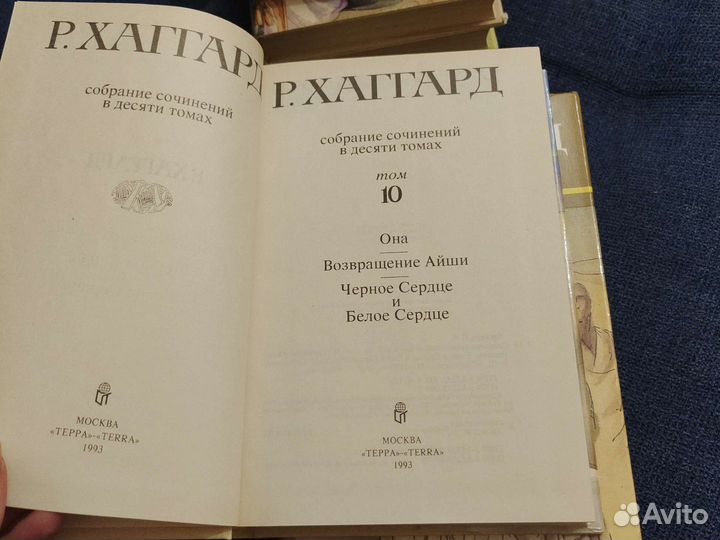 Р. ХАГГАРД
собрание сочинений
в десяти томах
МОСКВА
«ТЕРРА»-«TERRA»
1993
Р. ХАГГАРД
собрание сочинений
в десяти томах
том
10
Она
Возвращение Айши
Черное Сердце
и
Белое Сердце
МОСКВА
«ТЕРРА»-«TERRA»
1993
Д
Avito